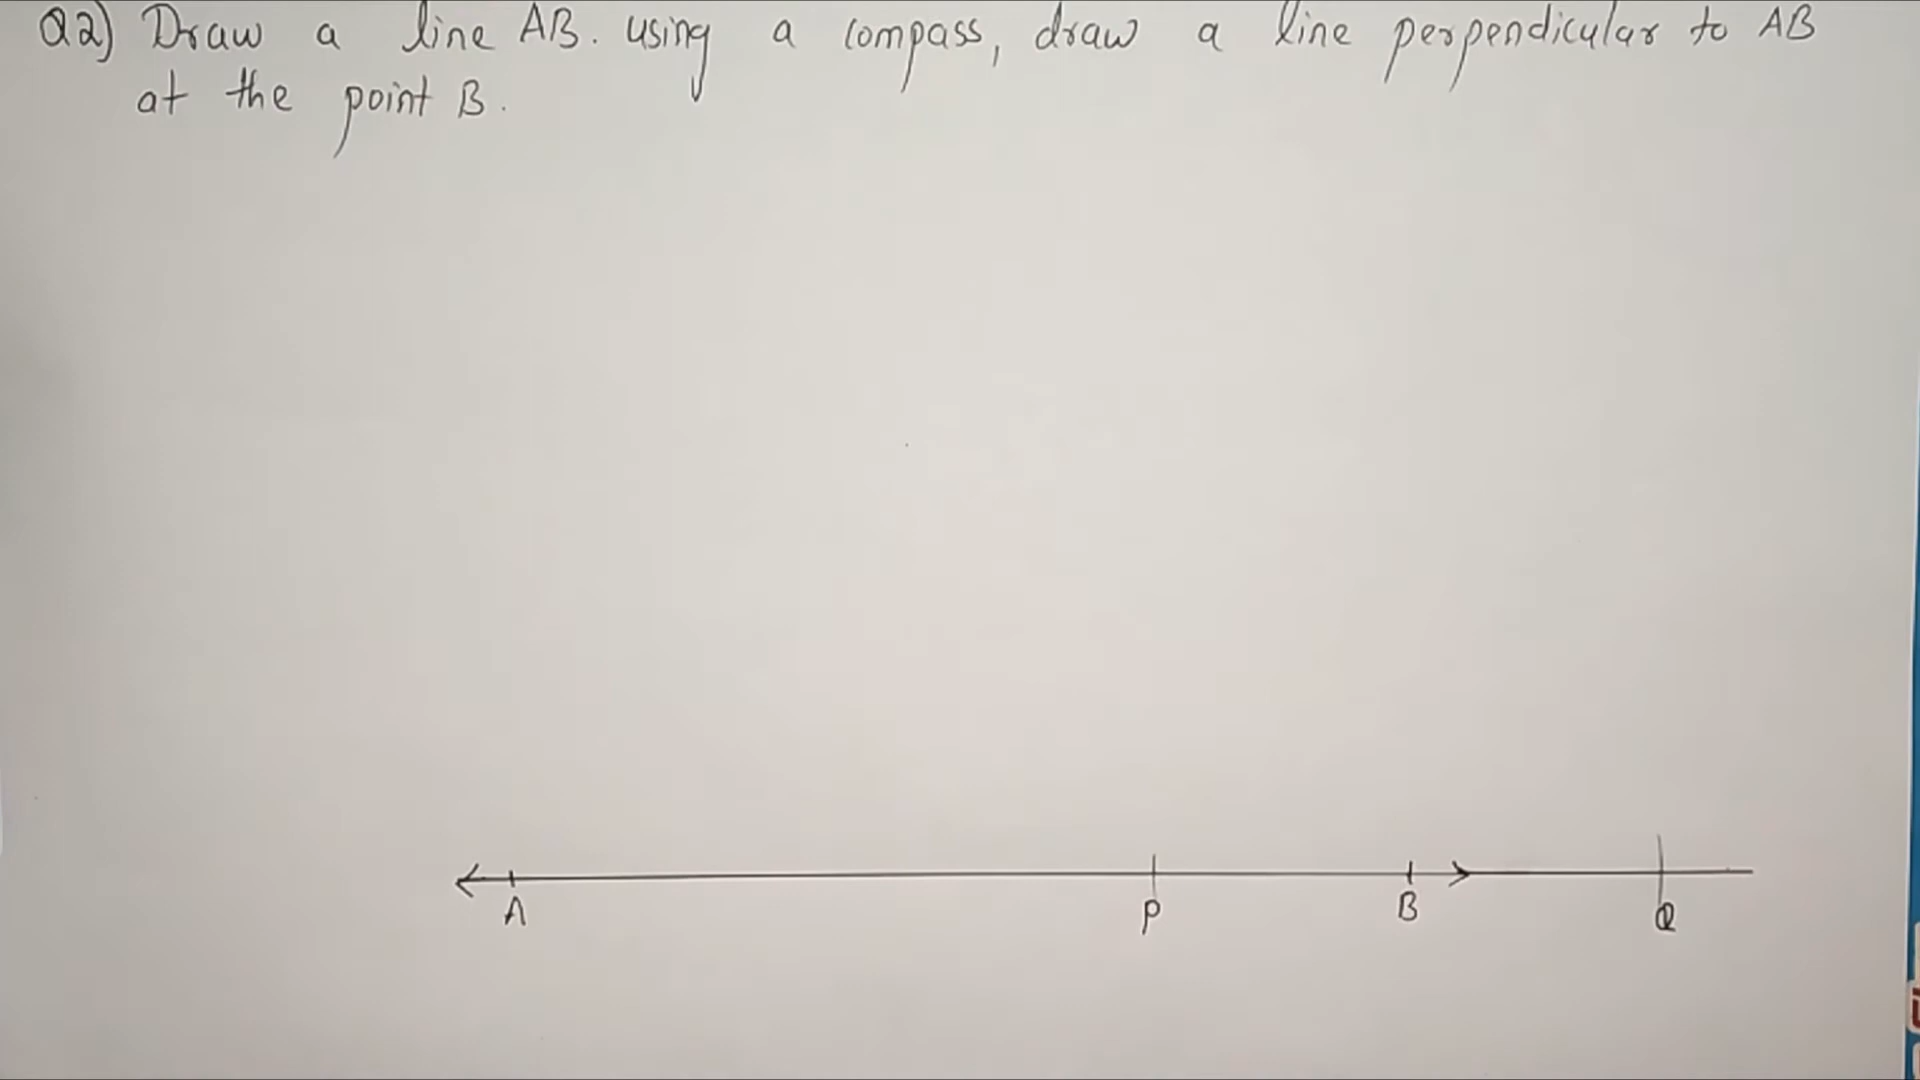 Q2) Draw a line AB. Using a compass, draw a line perpendicular to AB
at the point B.
A P B Q